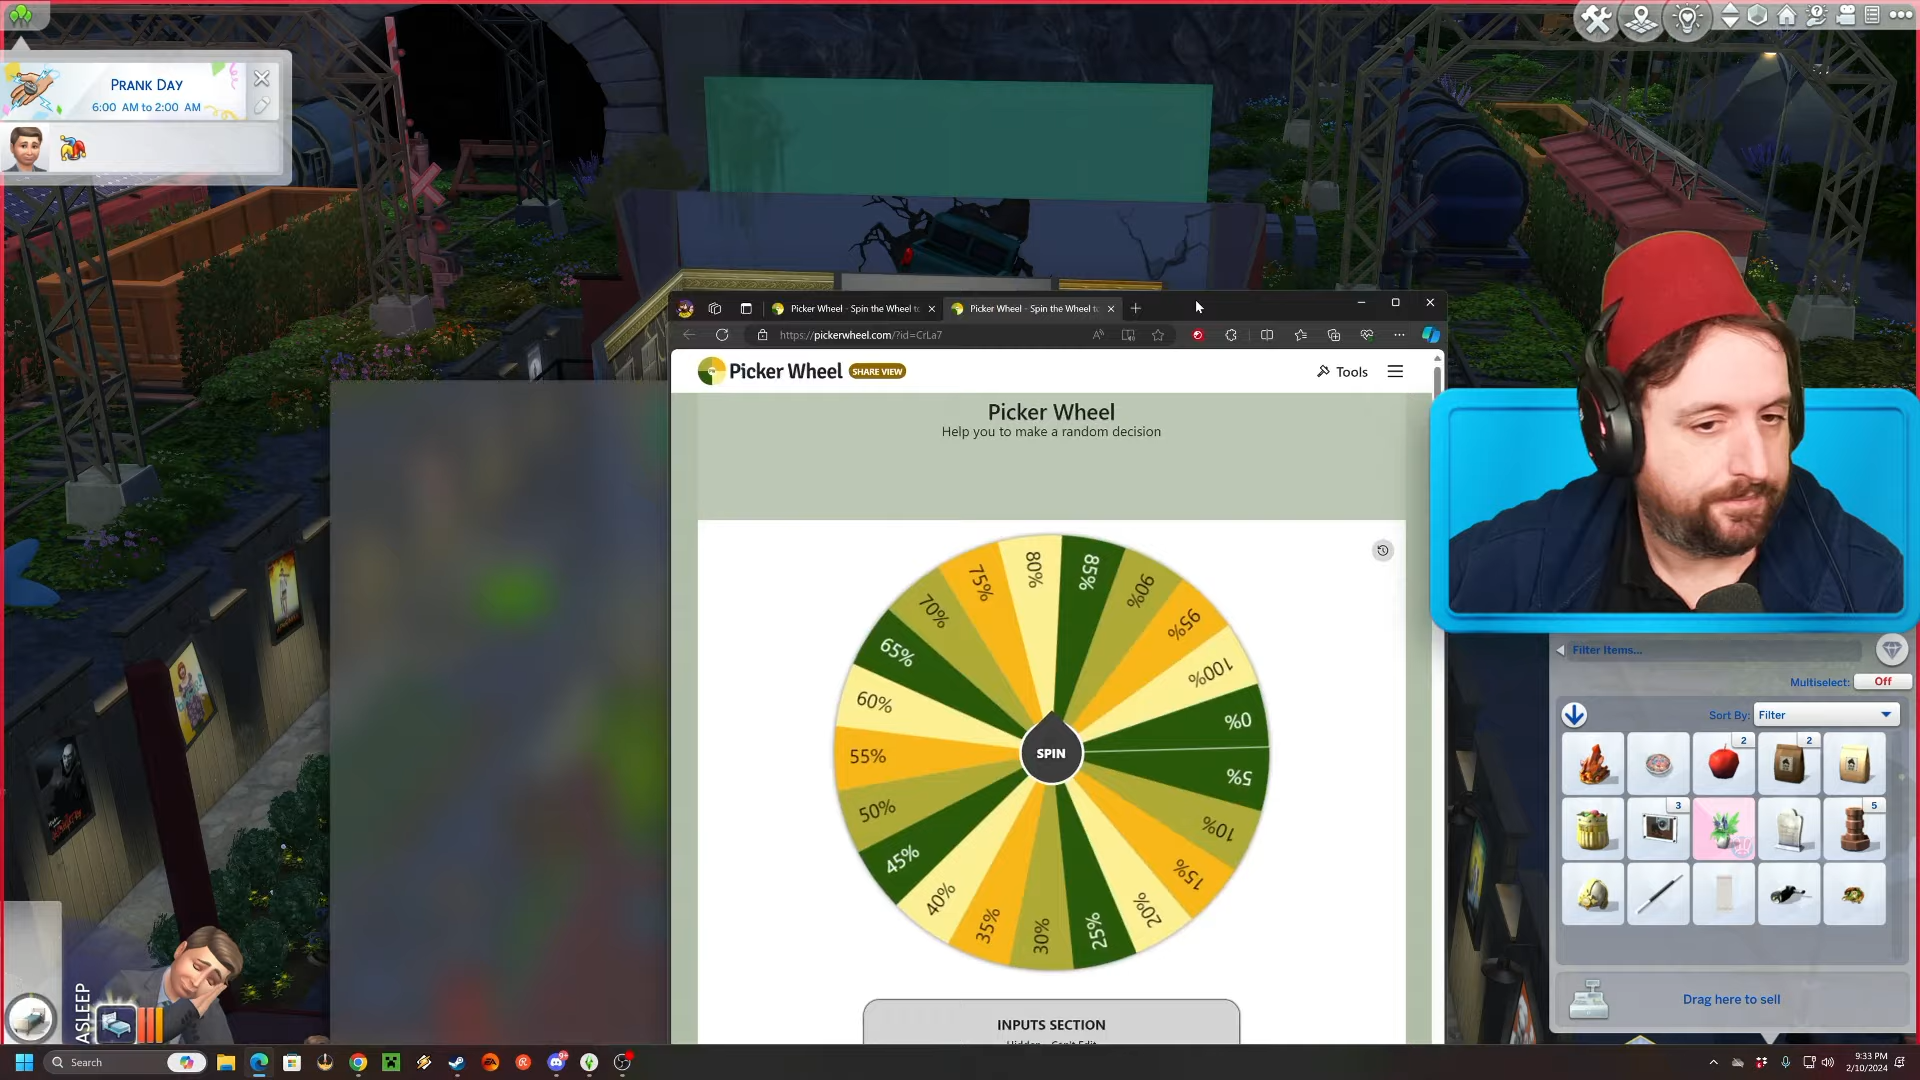 PRANK DAY
6:00 AM to 2:00 AM
Picker Wheel - Spin the Wheel to
Picker Wheel - Spin the Wheel to
https://pickerwheel.com/?id=CrLa7
Picker Wheel
SHARE VIEW
Tools
Picker Wheel
Help you to make a random decision
0%
5%
10%
15%
20%
25%
30%
35%
40%
45%
50%
55%
60%
65%
70%
75%
80%
85%
90%
95%
100%
SPIN
INPUTS SECTION
Filter Items...
Multiselect: Off
Sort By: Filter
2
2
3
5
Drag here to sell
ASLEEP
Search
9+
9:33 PM
2/10/2024